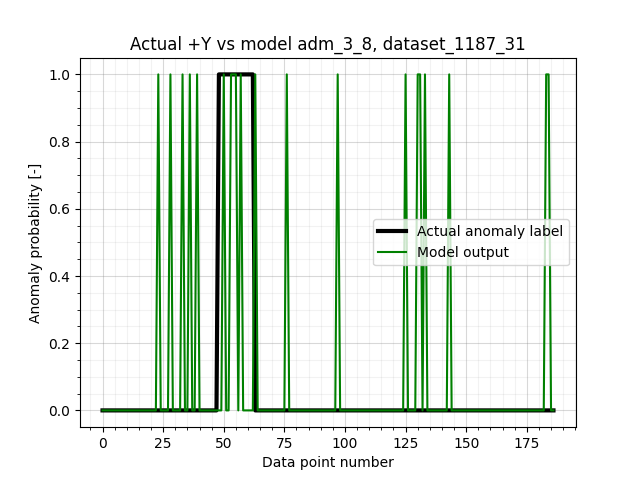 Actual +Y vs model adm_3_8, dataset_1187_31
Anomaly probability [-]
1.0
0.8
0.6
0.4
0.2
0.0
Actual anomaly label
Model output
0 25 50 75 100 125 150 175
Data point number